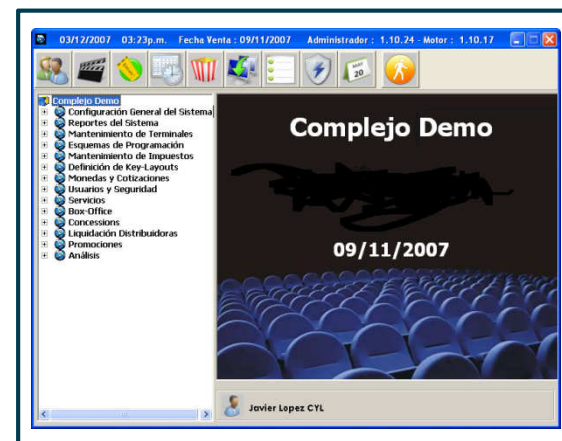 03/12/2007 03:23p.m. Fecha Venta : 09/11/2007 Administrador : 1.10.24 - Motor : 1.10.17
MAY
20
Complejo Demo
Configuración General del Sistema
Reportes del Sistema
Mantenimiento de Terminales
Esquemas de Programación
Mantenimiento de Impuestos
Definición de Key-Layouts
Monedas y Cotizaciones
Usuarios y Seguridad
Servicios
Box-Office
Concessions
Liquidación Distribuidoras
Promociones
Análisis
Complejo Demo
09/11/2007
Javier Lopez CYL